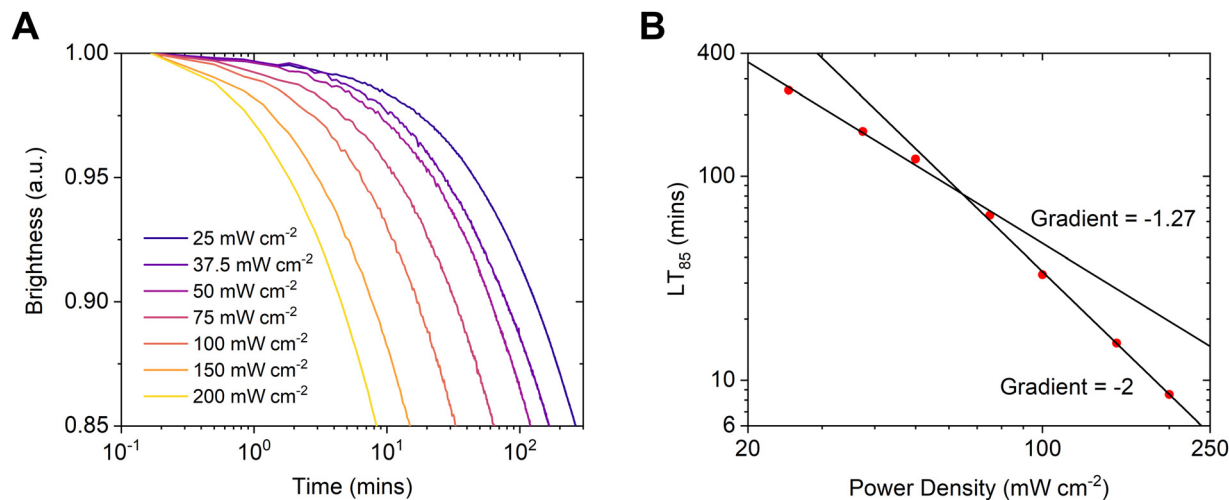 A
Brightness (a.u.)
1.00
0.95
0.90
0.85
25 mW cm⁻²
37.5 mW cm⁻²
50 mW cm⁻²
75 mW cm⁻²
100 mW cm⁻²
150 mW cm⁻²
200 mW cm⁻²
10⁻¹
10⁰
10¹
10²
Time (mins)
B
LT₈₅ (mins)
400
100
10
6
Gradient = -1.27
Gradient = -2
20
100
250
Power Density (mW cm⁻²)